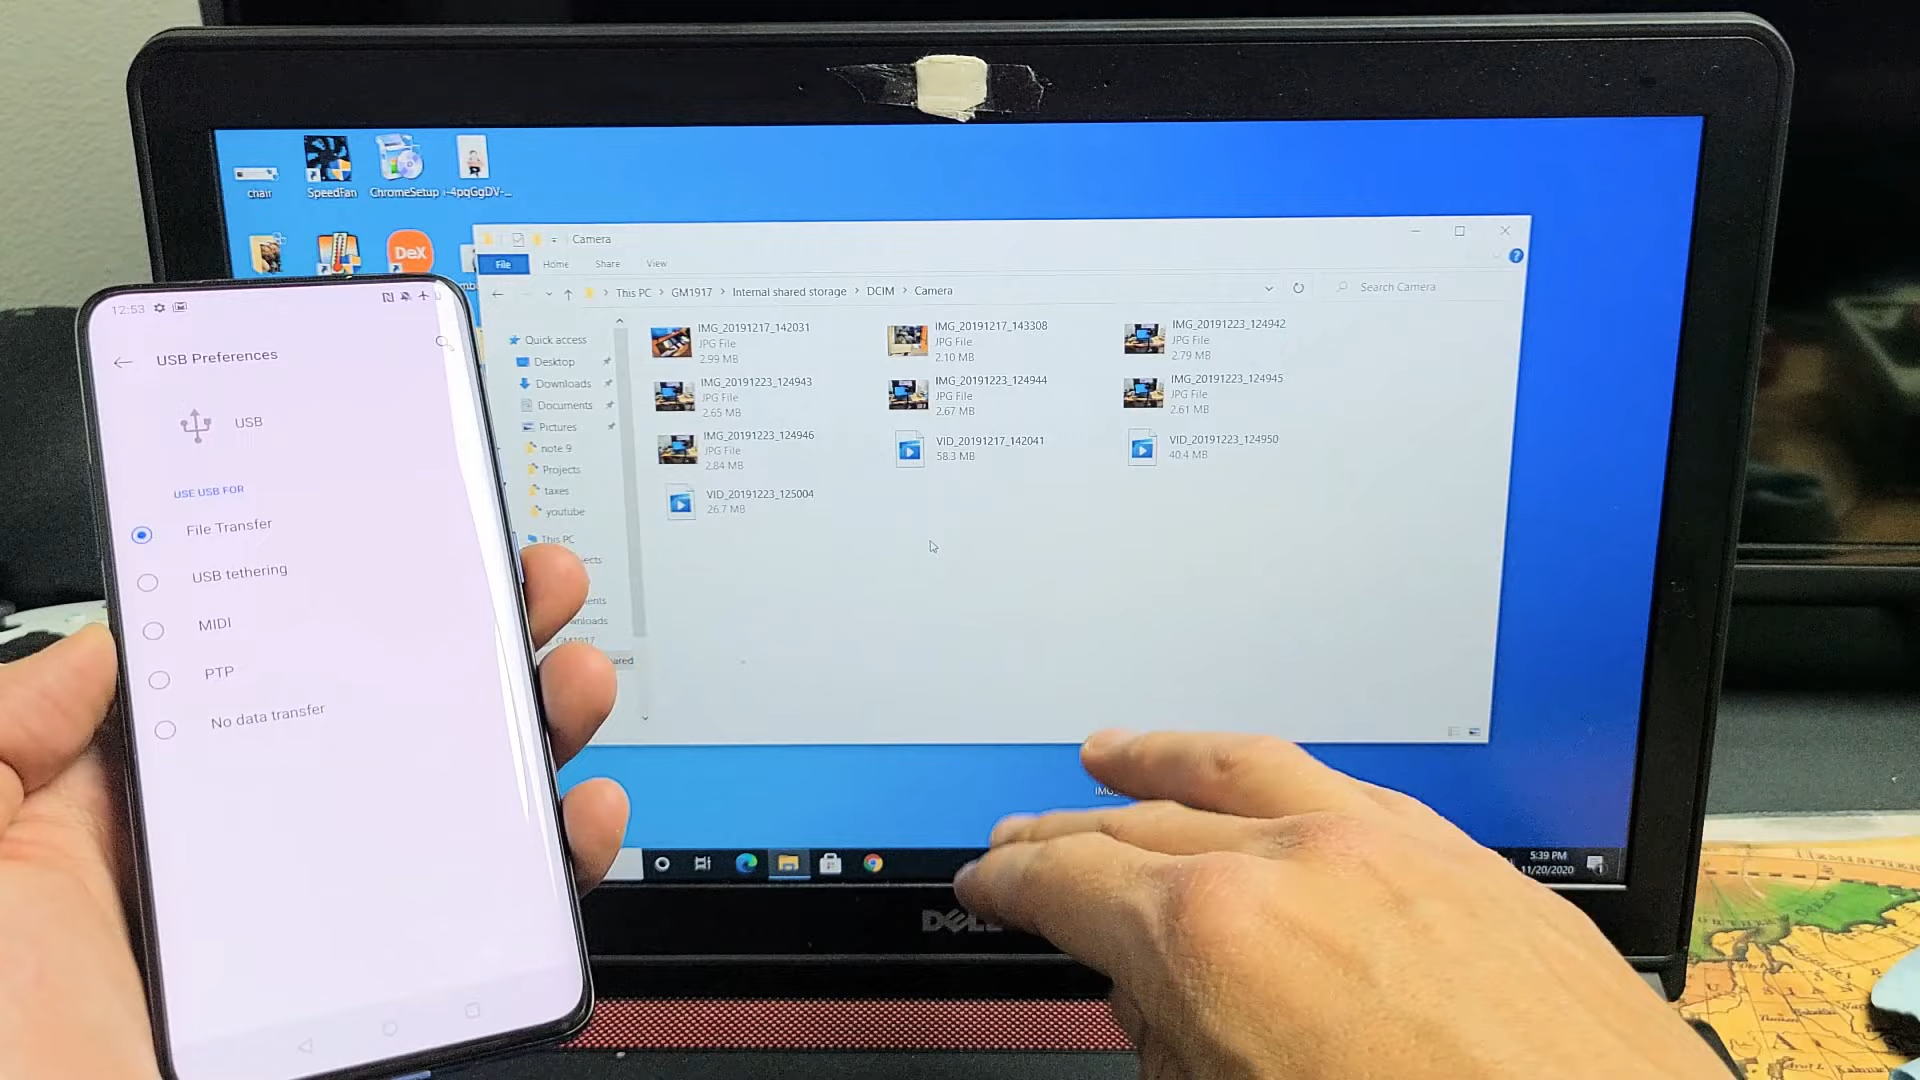 chair
SpeedFan
ChromeSetup
i-4pqGgDV-...
DeX
Camera
File
Home
Share
View
This PC > GM1917 > Internal shared storage > DCIM > Camera
Search Camera
Quick access
Desktop
Downloads
Documents
Pictures
note 9
Projects
taxes
youtube
This PC
GM1917
IMG_20191217_142031
JPG File
2.99 MB
IMG_20191217_143308
JPG File
2.10 MB
IMG_20191223_124942
JPG File
2.79 MB
IMG_20191223_124943
JPG File
2.65 MB
IMG_20191223_124944
JPG File
2.67 MB
IMG_20191223_124945
JPG File
2.61 MB
IMG_20191223_124946
JPG File
2.84 MB
VID_20191217_142041
58.3 MB
VID_20191223_124950
40.4 MB
VID_20191223_125004
26.7 MB
5:39 PM
11/20/2020
DELL
12:53
USB Preferences
USB
USE USB FOR
File Transfer
USB tethering
MIDI
PTP
No data transfer